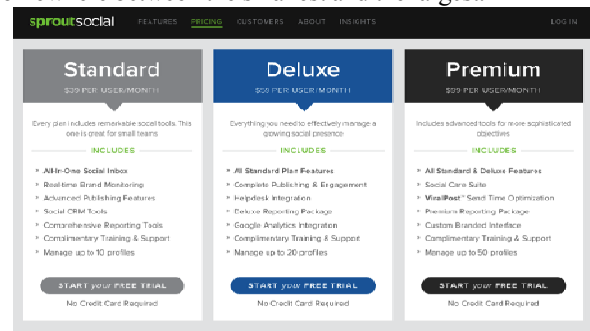 sproutsocial FEATURES PRICING CUSTOMERS ABOUT INSIGHTS LOG IN
Standard
$39 PER USER/MONTH
Every plan includes remarkable social tools. This
one is great for small teams
INCLUDES
All-In-One Social Inbox
Real-time Brand Monitoring
Advanced Publishing Features
Social CRM Tools
Comprehensive Reporting Tools
Complimentary Training & Support
Manage up to 10 profiles
START your FREE TRIAL
No Credit Card Required
Deluxe
$59 PER USER/MONTH
Everything you need to effectively manage a
growing social presence
INCLUDES
All Standard Plan Features
Complete Publishing & Engagement
Helpdesk Integration
Deluxe Reporting Package
Google Analytics Integration
Complimentary Training & Support
Manage up to 20 profiles
START your FREE TRIAL
No Credit Card Required
Premium
$99 PER USER/MONTH
Includes advanced tools for more sophisticated
objectives
INCLUDES
All Standard & Deluxe Features
Social Care Suite
ViralPost™ Send Time Optimization
Premium Reporting Package
Custom Branded Interface
Complimentary Training & Support
Manage up to 50 profiles
START your FREE TRIAL
No Credit Card Required